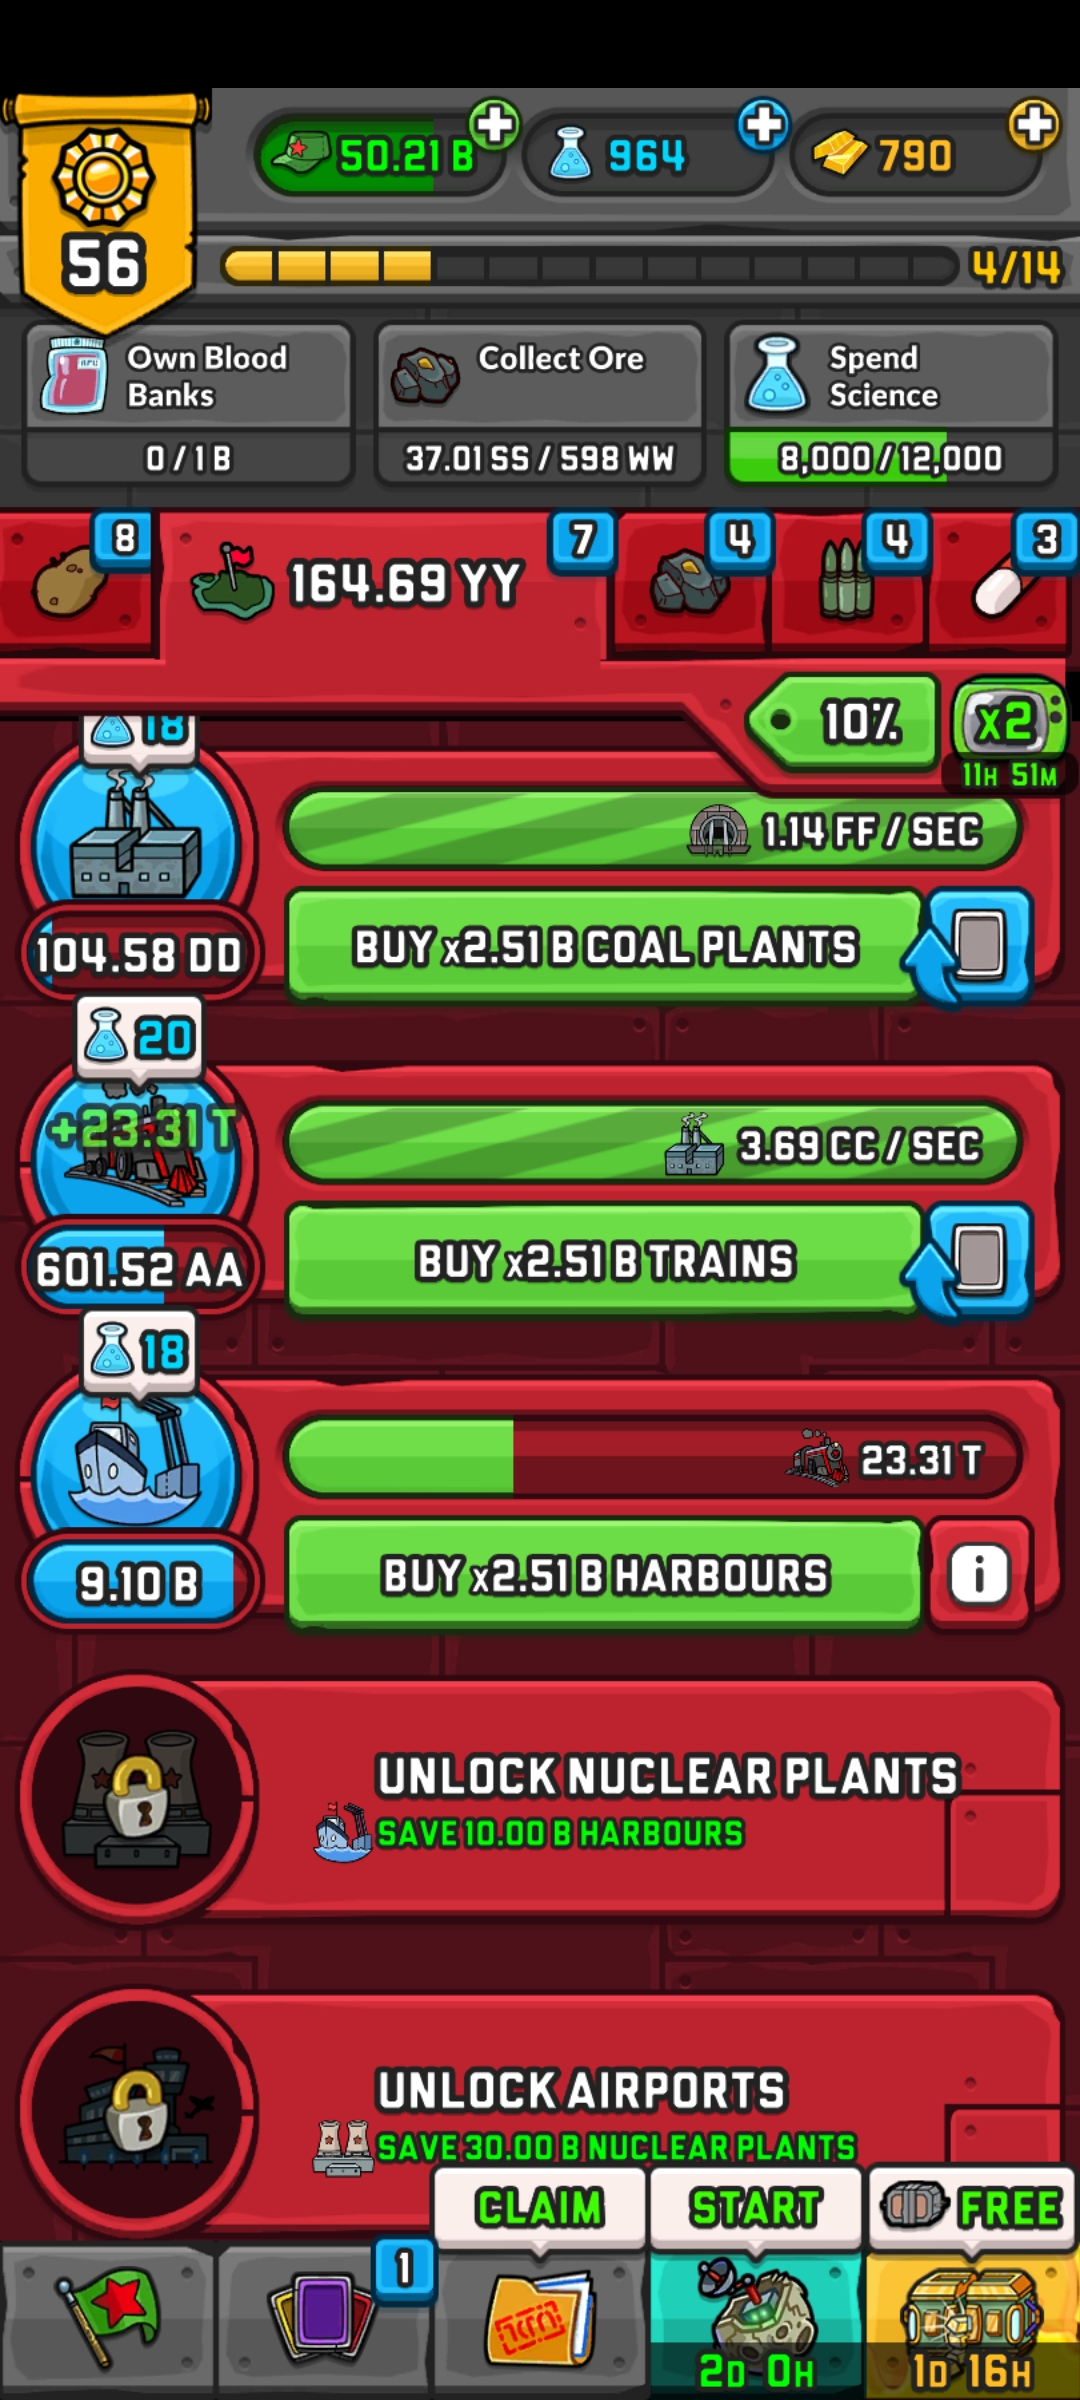 50.21 B
964
790
56
4/14
Own Blood Banks
0 / 1 B
Collect Ore
37.01 SS / 598 WW
Spend Science
8,000 / 12,000
8
164.69 YY
7
4
4
3
10%
x2
11H 51M
18
1.14 FF / SEC
104.58 DD
BUY x2.51 B COAL PLANTS
20
+23.31 T
3.69 CC / SEC
601.52 AA
BUY x2.51 B TRAINS
18
23.31 T
9.10 B
BUY x2.51 B HARBOURS
i
UNLOCK NUCLEAR PLANTS
SAVE 10.00 B HARBOURS
UNLOCK AIRPORTS
SAVE 30.00 B NUCLEAR PLANTS
CLAIM
START
FREE
1
2D 0H
1D 16H